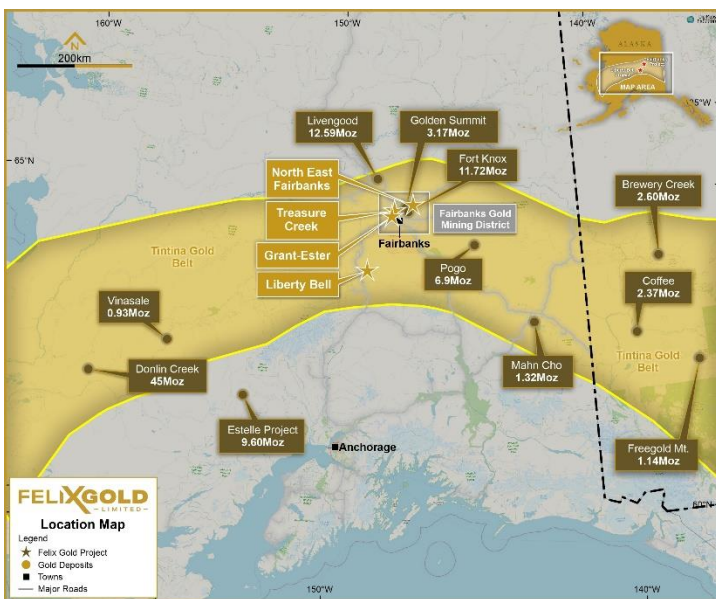 160°W
150°W
140°W
N
200km
ALASKA
MAP AREA
65°N
Livengood
12.59Moz
Golden Summit
3.17Moz
Fort Knox
11.72Moz
North East
Fairbanks
Treasure
Creek
Grant-Ester
Liberty Bell
Fairbanks Gold
Mining District
Fairbanks
Brewery Creek
2.60Moz
Tintina Gold
Belt
Pogo
6.9Moz
Coffee
2.37Moz
Vinasale
0.93Moz
Donlin Creek
45Moz
Mahn Cho
1.32Moz
Tintina Gold
Belt
Estelle Project
9.60Moz
Anchorage
Freegold Mt.
1.14Moz
60°N
FELIXGOLD
LIMITED
Location Map
Legend
Felix Gold Project
Gold Deposits
Towns
Major Roads
150°W
140°W